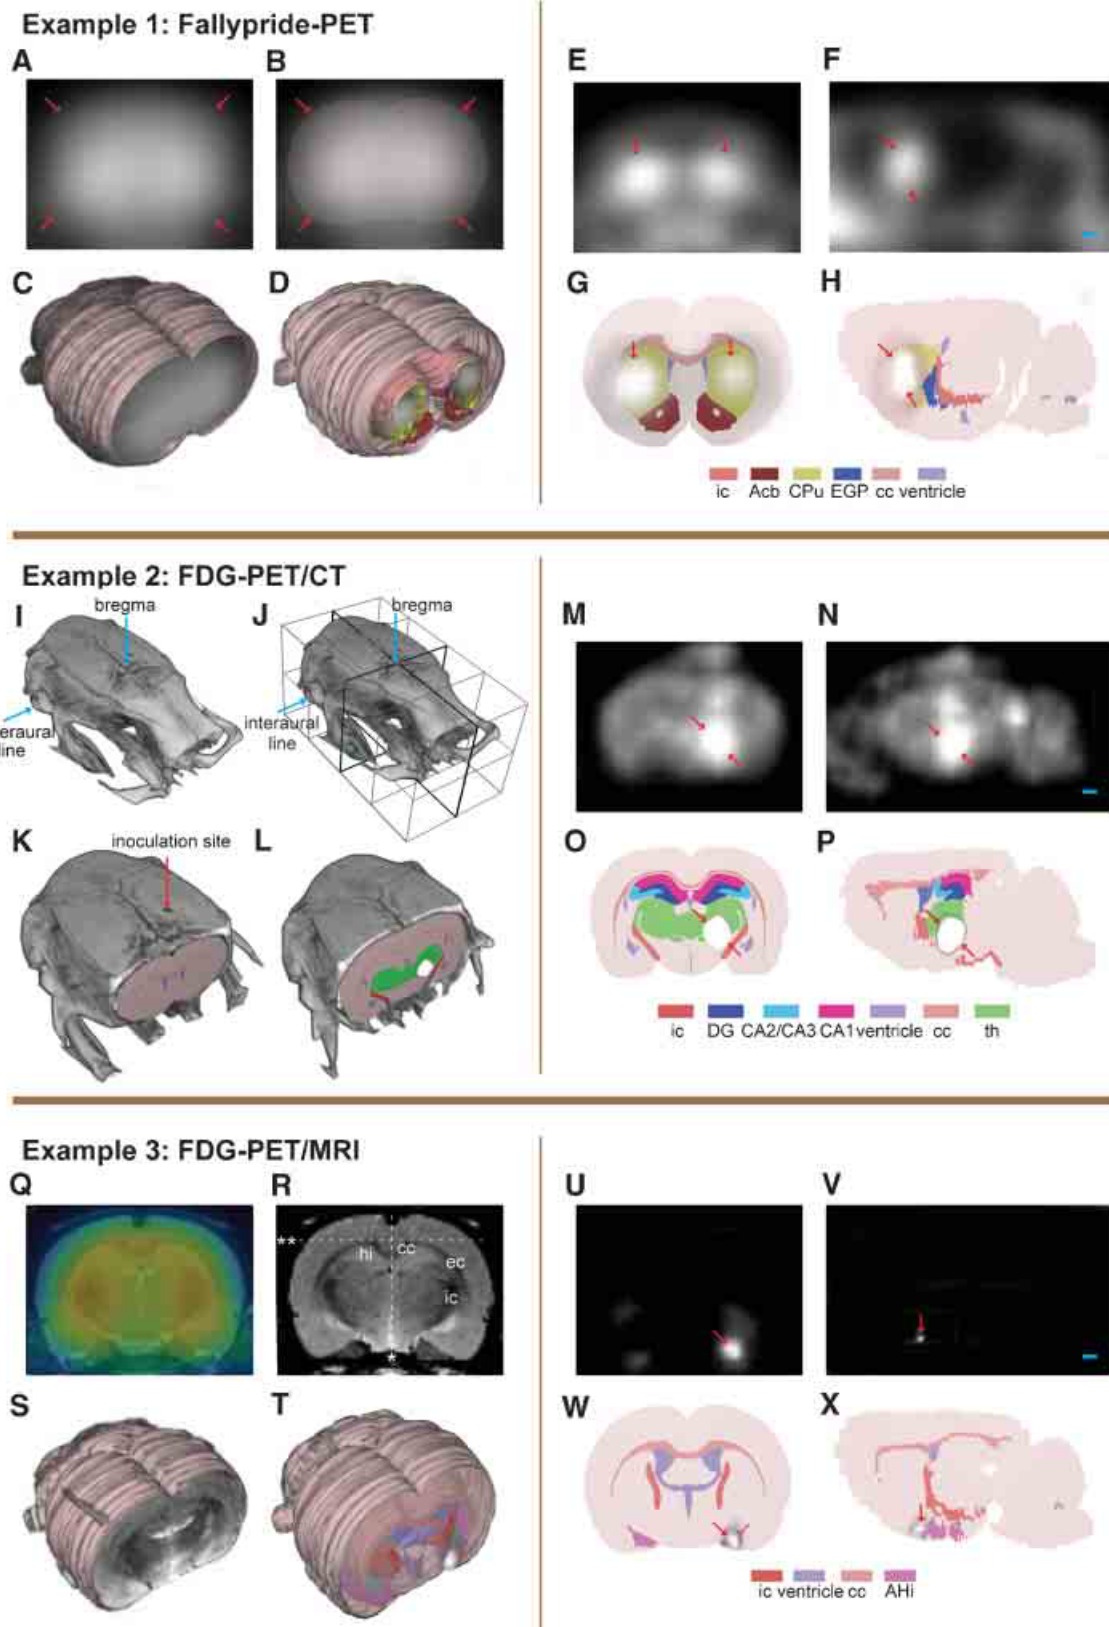 Example 1: Fallypride-PET
A B E F
C D G H
ic Acb CPu EGP cc ventricle
Example 2: FDG-PET/CT
I bregma J bregma M N
interaural
line
eraural
line
K inoculation site L O P
ic DG CA2/CA3 CA1 ventricle cc th
Example 3: FDG-PET/MRI
Q R U V
**
hi cc
ec
ic
*
S T W X
ic ventricle cc AHi